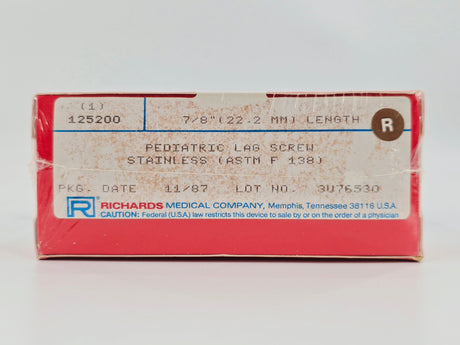 (1)
125200 7/8"(22.2 MM) LENGTH
R
PEDIATRIC LAG SCREW
STAINLESS (ASTM F 138)
PKG. DATE 11/87 LOT NO. 3U76530
R RICHARDS MEDICAL COMPANY, Memphis, Tennessee 38116 U.S.A.
CAUTION: Federal (U.S.A.) law restricts this device to sale by or on the order of a physician